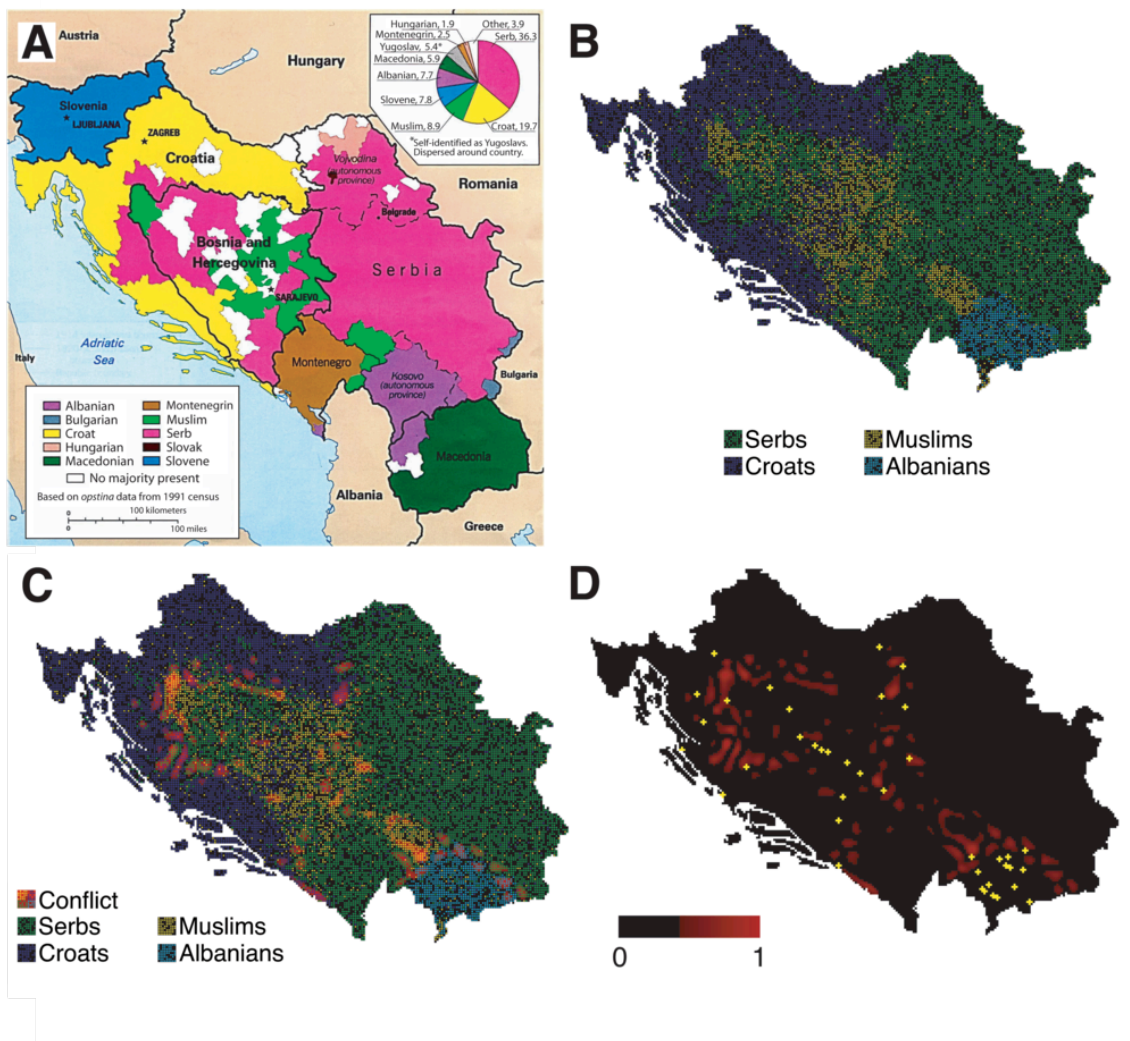 A
Austria
Hungary
Slovenia
LJUBLJANA
ZAGREB
Croatia
Vojvodina
(autonomous
province)
Romania
Belgrade
Bosnia and
Hercegovina
Serbia
SARAJEVO
Adriatic
Sea
Italy
Montenegro
Kosovo
(autonomous
province)
Bulgaria
Macedonia
Albania
Greece
Hungarian, 1.9
Other, 3.9
Montenegro, 2.5
Serb, 36.3
Yugoslav, 5.4*
Macedonia, 5.9
Albanian, 7.7
Slovene, 7.8
Muslim, 8.9
Croat, 19.7
*Self-identified as Yugoslavs.
Dispersed around country.
Albanian
Montenegrin
Bulgarian
Muslim
Croat
Serb
Hungarian
Slovak
Macedonian
Slovene
No majority present
Based on opstina data from 1991 census
100 kilometers
0
0
100 miles
B
Serbs
Muslims
Croats
Albanians
C
Conflict
Serbs
Muslims
Croats
Albanians
D
0
1